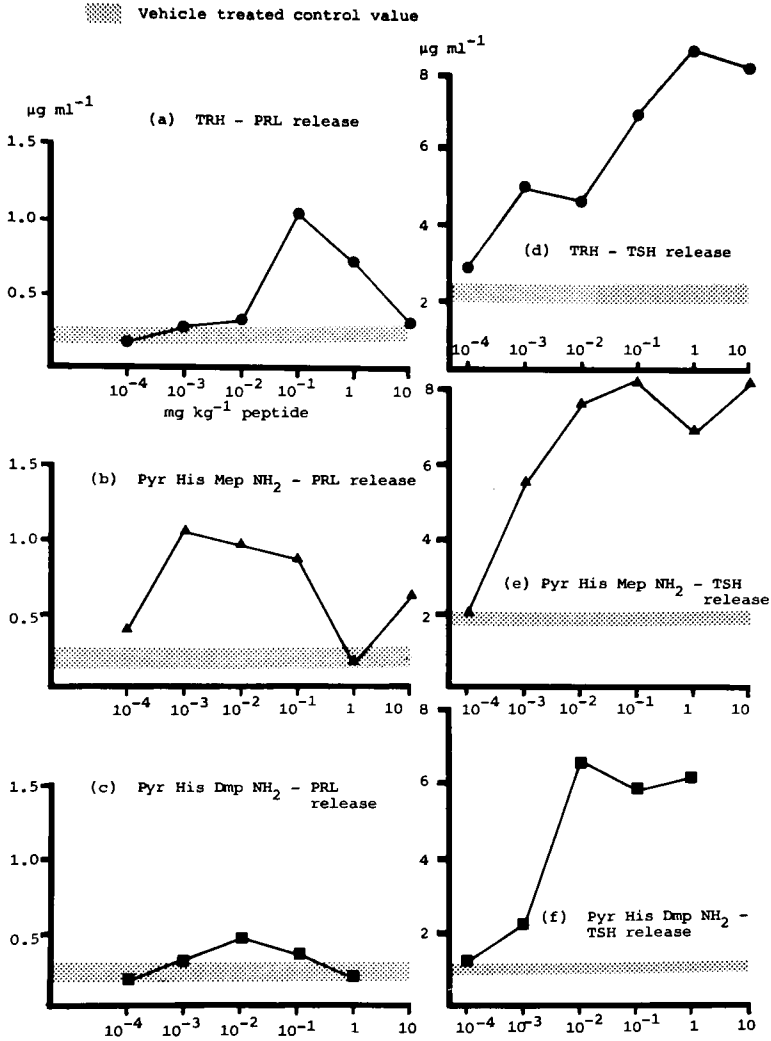 Vehicle treated control value
µg ml⁻¹
(a) TRH - PRL release
1.5
1.0
0.5
10⁻⁴ 10⁻³ 10⁻² 10⁻¹ 1 10
mg kg⁻¹ peptide
(b) Pyr His Mep NH₂ - PRL release
1.5
1.0
0.5
10⁻⁴ 10⁻³ 10⁻² 10⁻¹ 1 10
(c) Pyr His Dmp NH₂ - PRL
release
1.5
1.0
0.5
10⁻⁴ 10⁻³ 10⁻² 10⁻¹ 1 10
µg ml⁻¹
8
6
4
(d) TRH - TSH release
2
10⁻⁴ 10⁻³ 10⁻² 10⁻¹ 1 10
8
6
4
(e) Pyr His Mep NH₂ - TSH
release
2
10⁻⁴ 10⁻³ 10⁻² 10⁻¹ 1 10
8
6
4
(f) Pyr His Dmp NH₂ -
TSH release
2
10⁻⁴ 10⁻³ 10⁻² 10⁻¹ 1 10